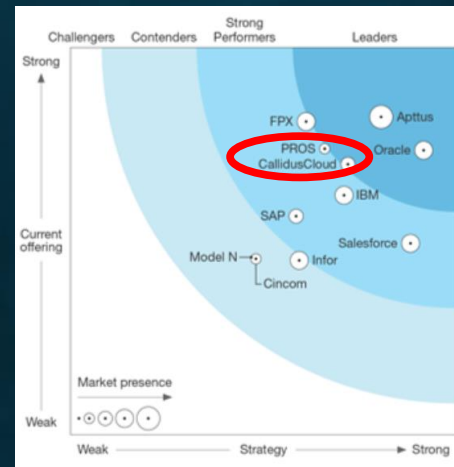 Strong
Challengers Contenders Performers Leaders
Strong
FPX
Apttus
PROS
Oracle
CallidusCloud
IBM
SAP
Current
offering
Salesforce
Model N
Infor
Cincom
Market presence
Weak
Weak Strategy Strong